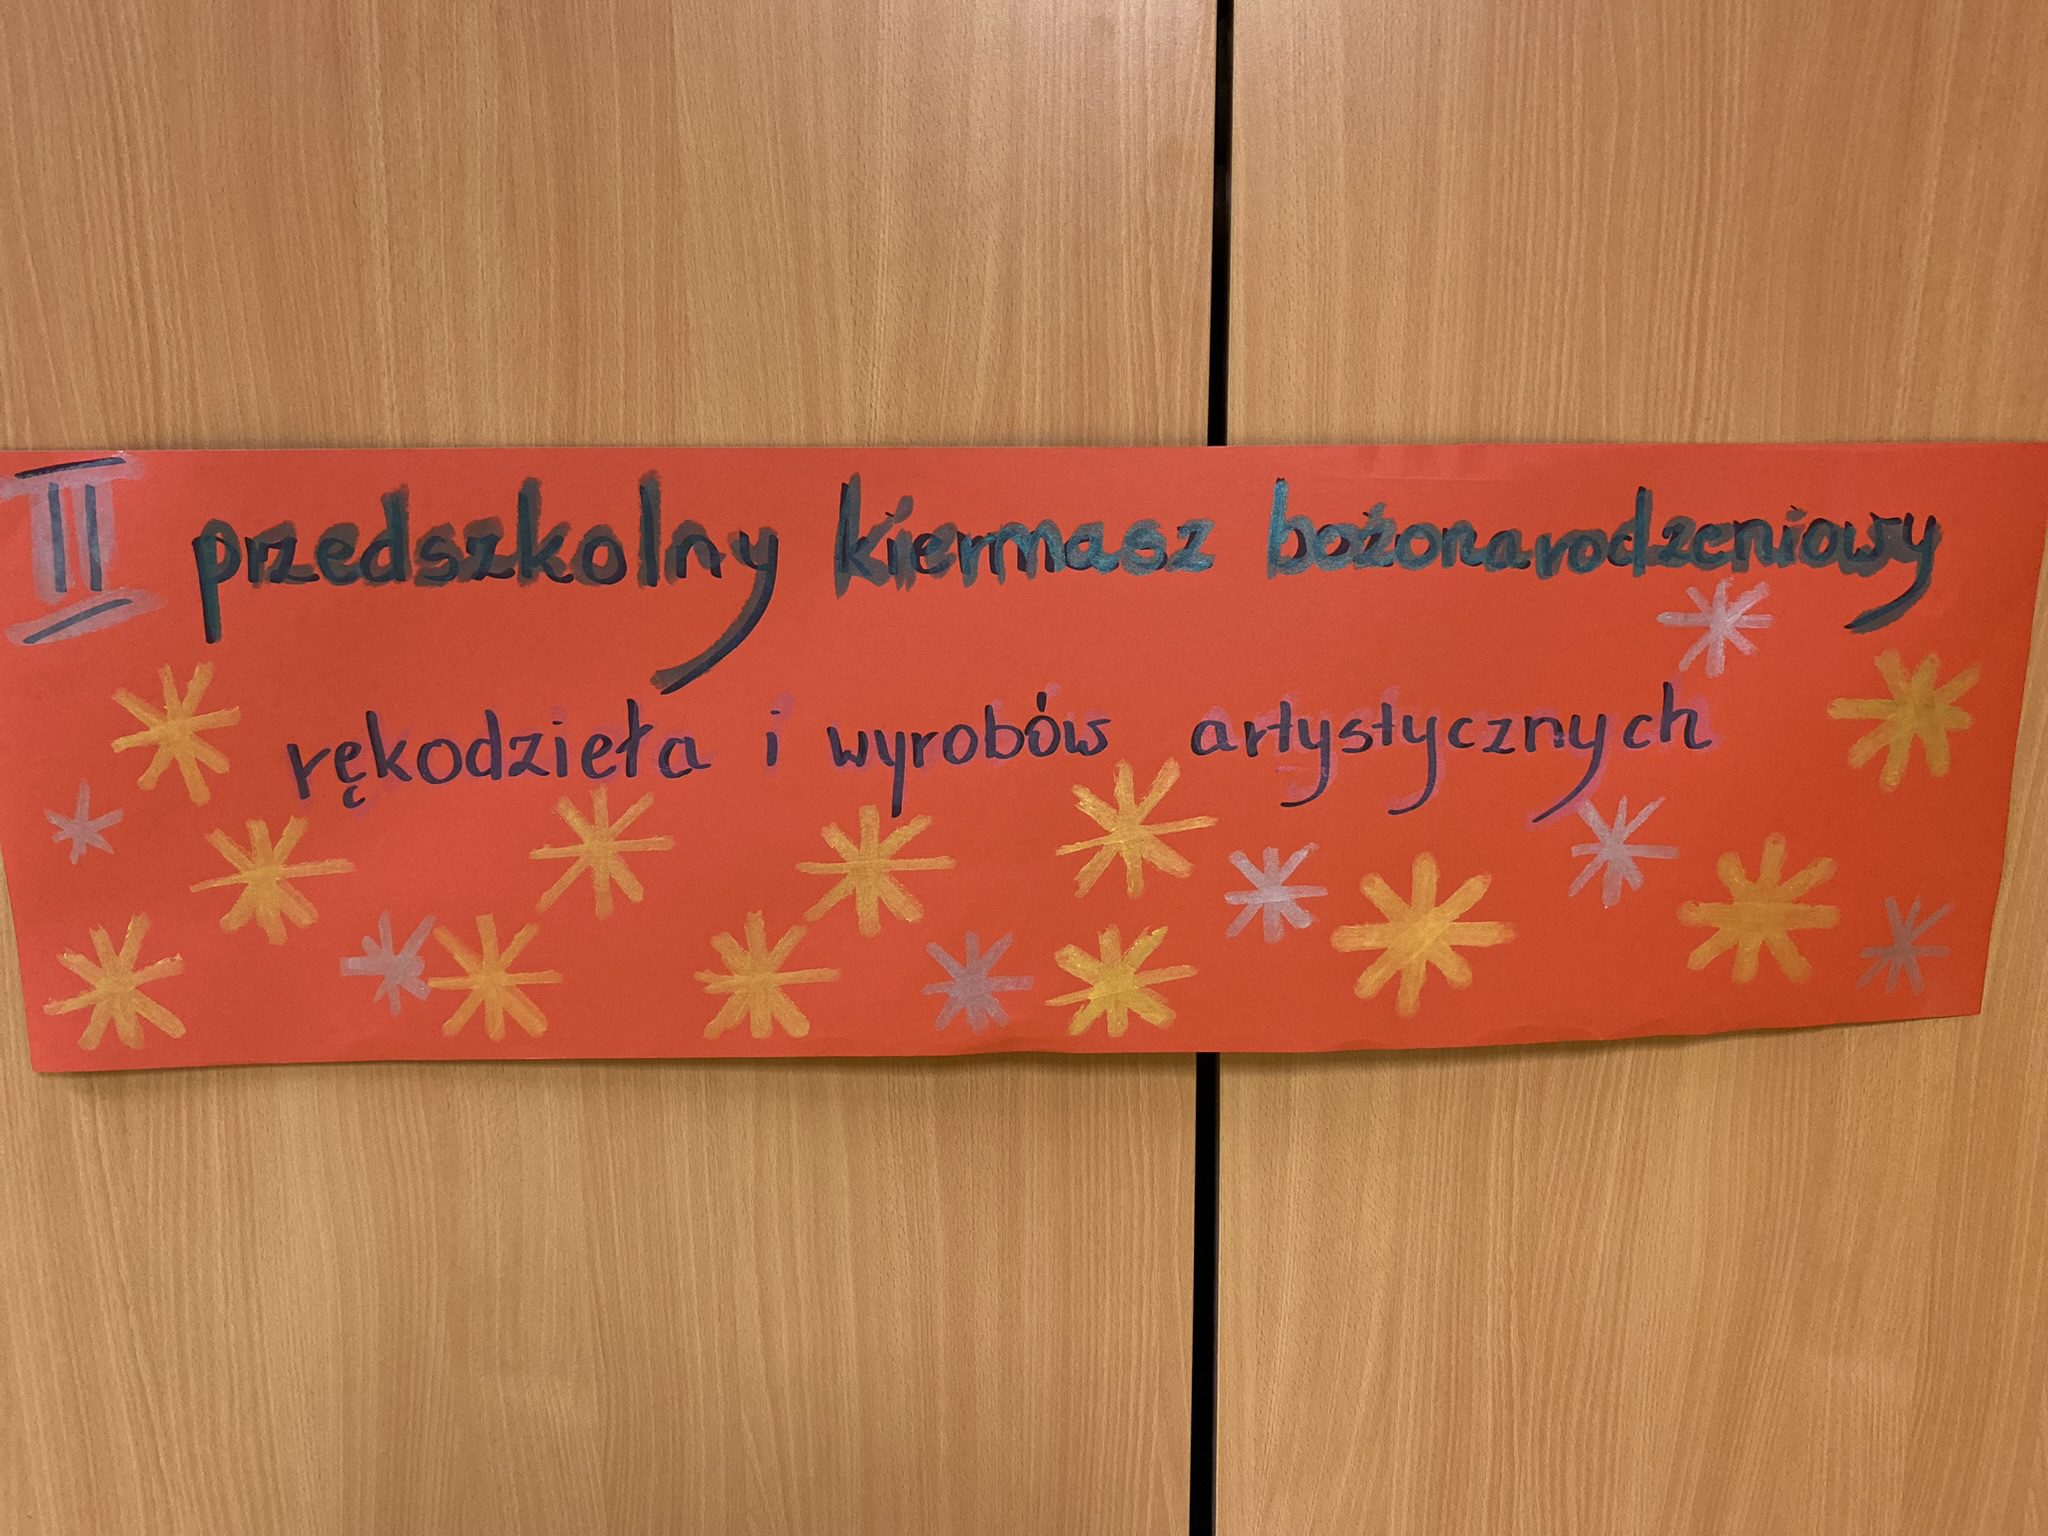 II przedszkolny kiermasz bożonarodzeniowy
rękodzieła i wyrobów artystycznych